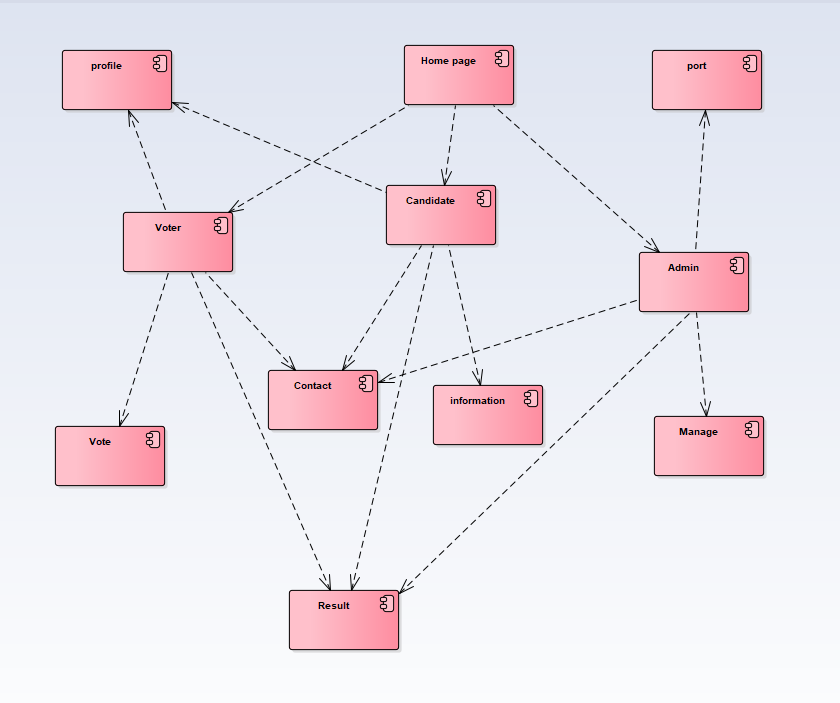 profile
Home page
port
Voter
Candidate
Admin
Contact
information
Vote
Manage
Result